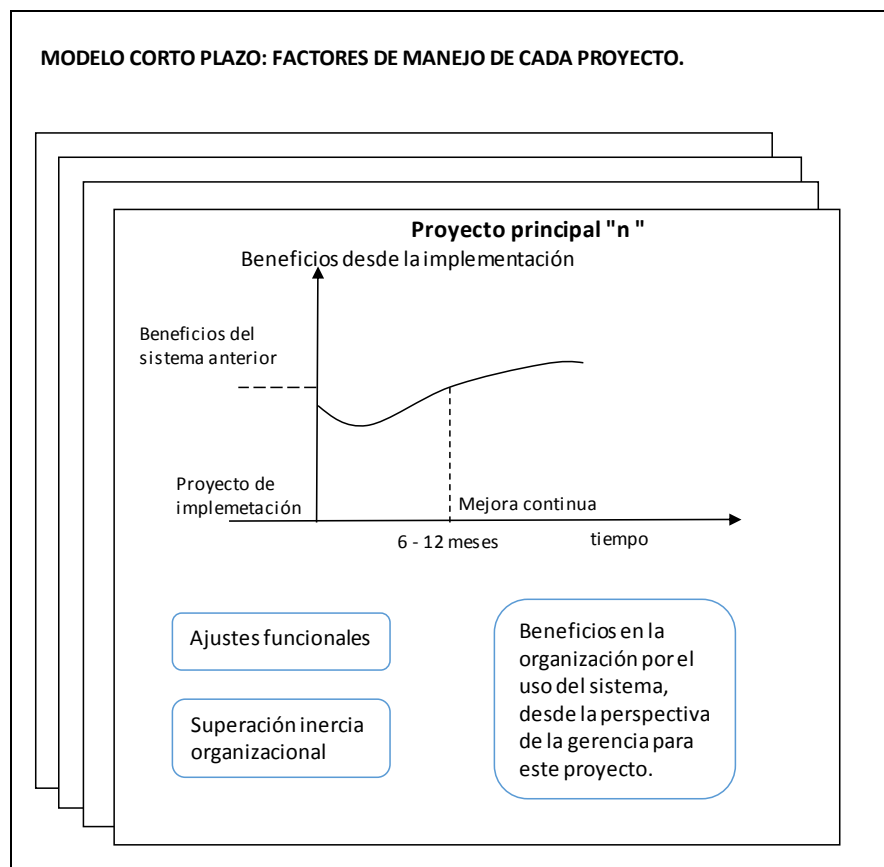 MODELO CORTO PLAZO: FACTORES DE MANEJO DE CADA PROYECTO.
Proyecto principal "n "
Beneficios desde la implementación
Beneficios del
sistema anterior
Proyecto de
implemetación
Mejora continua
6 - 12 meses
tiempo
Ajustes funcionales
Superación inercia
organizacional
Beneficios en la
organización por el
uso del sistema,
desde la perspectiva
de la gerencia para
este proyecto.